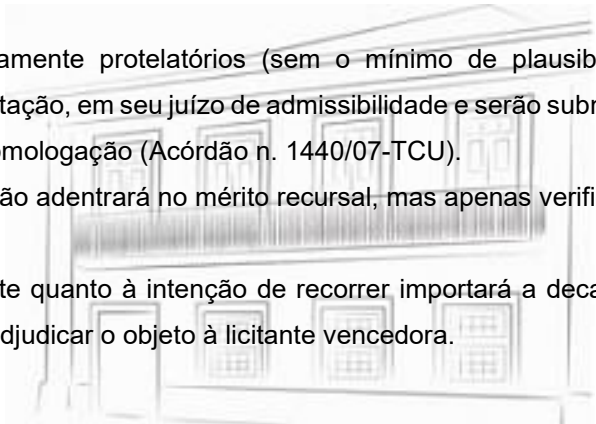 amente protelatórios (sem o mínimo de plausib
tação, em seu juízo de admissibilidade e serão subr
omologação (Acórdão n. 1440/07-TCU).
ão adentrará no mérito recursal, mas apenas verifi
te quanto à intenção de recorrer importará a deca
djudicar o objeto à licitante vencedora.